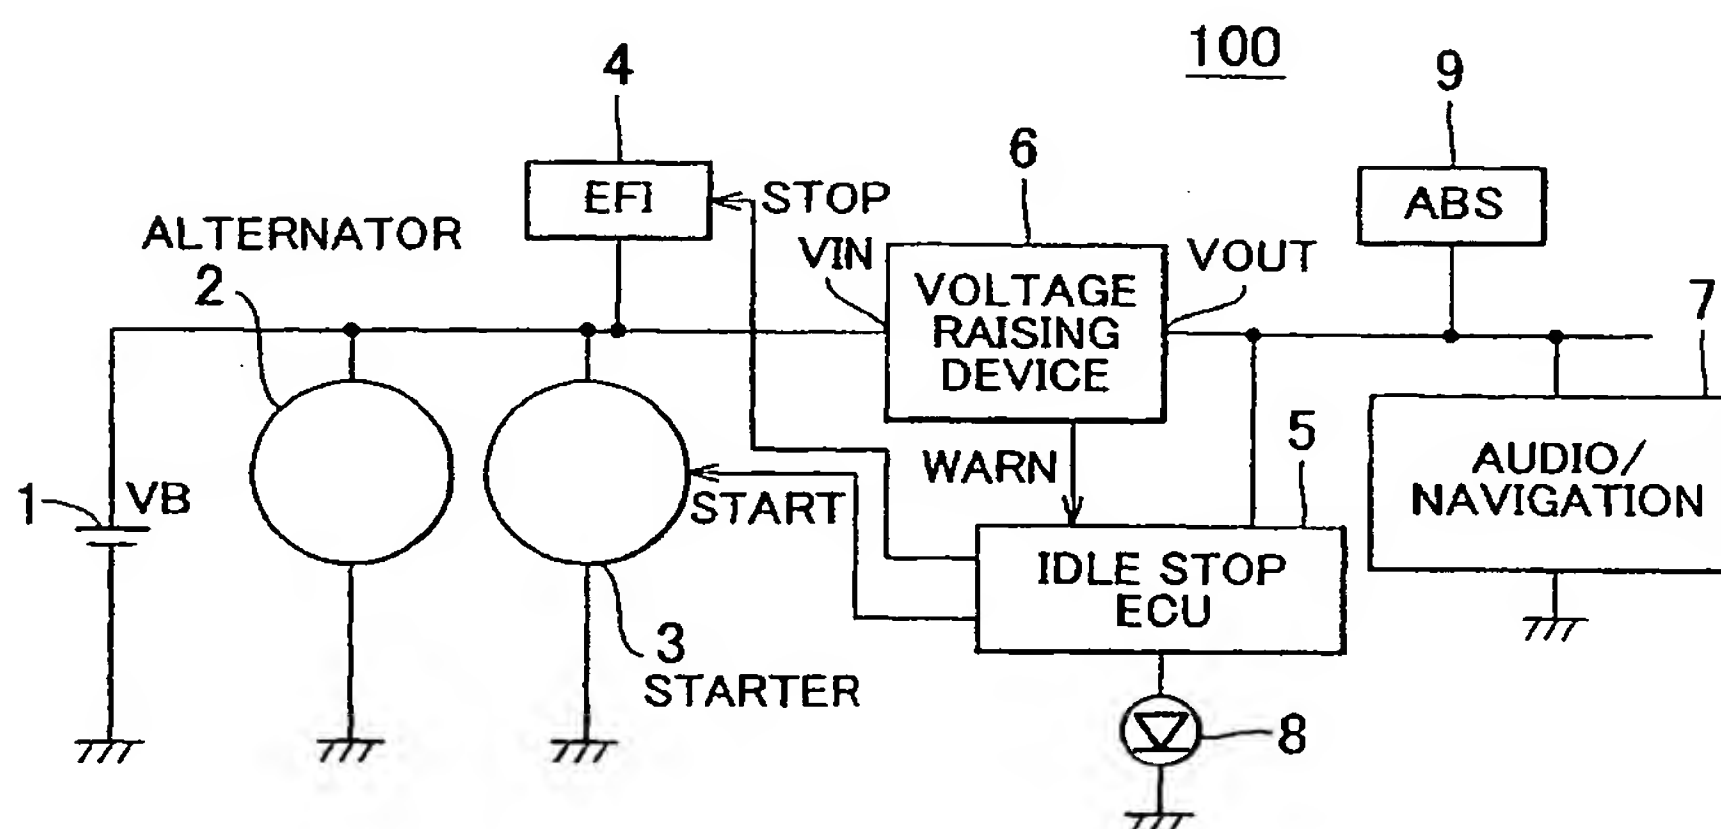 100
4
9
6
EFI
STOP
ABS
ALTERNATOR
VIN
VOUT
2
VOLTAGE
RAISING
DEVICE
7
5
WARN
AUDIO/
NAVIGATION
1
VB
START
IDLE STOP
ECU
3
STARTER
8